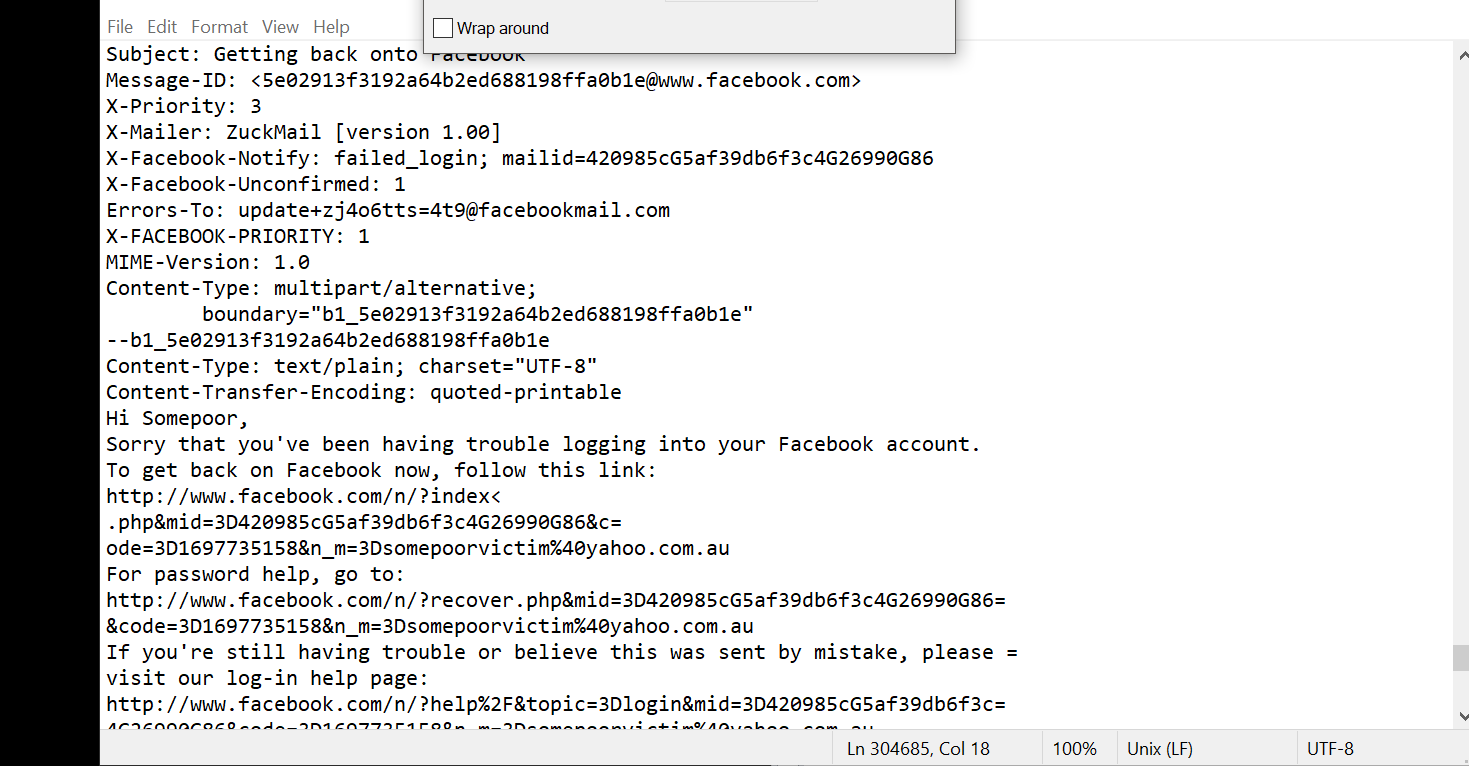 Wrap around
File Edit Format View Help
Subject: Getting back onto Facebook
Message-ID: <5e02913f3192a64b2ed688198ffa0b1e@www.facebook.com>
X-Priority: 3
X-Mailer: ZuckMail [version 1.00]
X-Facebook-Notify: failed_login; mailid=420985cG5af39db6f3c4G26990G86
X-Facebook-Unconfirmed: 1
Errors-To: update+zj4o6tts=4t9@facebookmail.com
X-FACEBOOK-PRIORITY: 1
MIME-Version: 1.0
Content-Type: multipart/alternative;
boundary="b1_5e02913f3192a64b2ed688198ffa0b1e"
--b1_5e02913f3192a64b2ed688198ffa0b1e
Content-Type: text/plain; charset="UTF-8"
Content-Transfer-Encoding: quoted-printable
Hi Somepoor,
Sorry that you've been having trouble logging into your Facebook account.
To get back on Facebook now, follow this link:
http://www.facebook.com/n/?index<
.php&mid=3D420985cG5af39db6f3c4G26990G86&c=
ode=3D1697735158&n_m=3Dsomepoorvictim%40yahoo.com.au
For password help, go to:
http://www.facebook.com/n/?recover.php&mid=3D420985cG5af39db6f3c4G26990G86=
&code=3D1697735158&n_m=3Dsomepoorvictim%40yahoo.com.au
If you're still having trouble or believe this was sent by mistake, please =
visit our log-in help page:
http://www.facebook.com/n/?help%2F&topic=3Dlogin&mid=3D420985cG5af39db6f3c=
4G26990G86&code=3D1697735158&n_m=3Dsomepoorvictim%40yahoo.com.au
Ln 304685, Col 18 100% Unix (LF) UTF-8